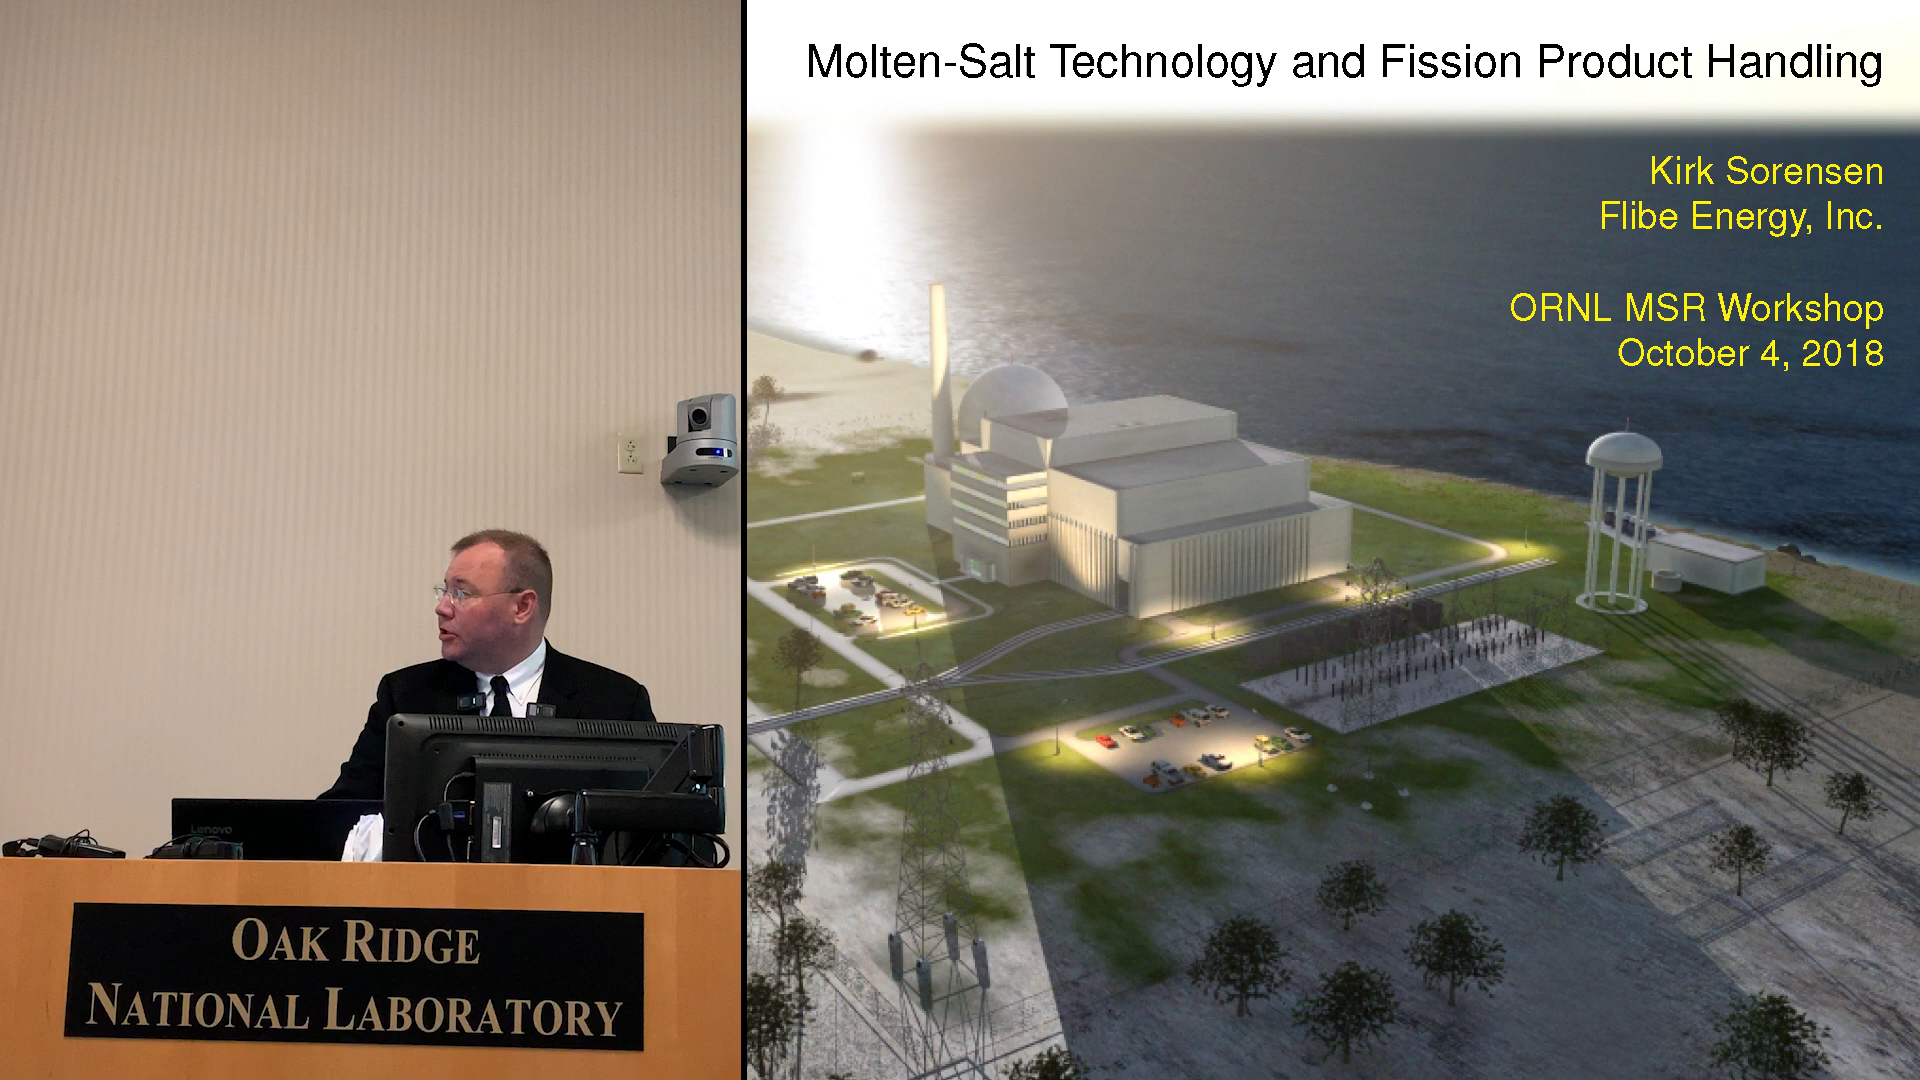 Molten-Salt Technology and Fission Product Handling
Kirk Sorensen
Flibe Energy, Inc.
ORNL MSR Workshop
October 4, 2018
Lenovo
OAK RIDGE
NATIONAL LABORATORY